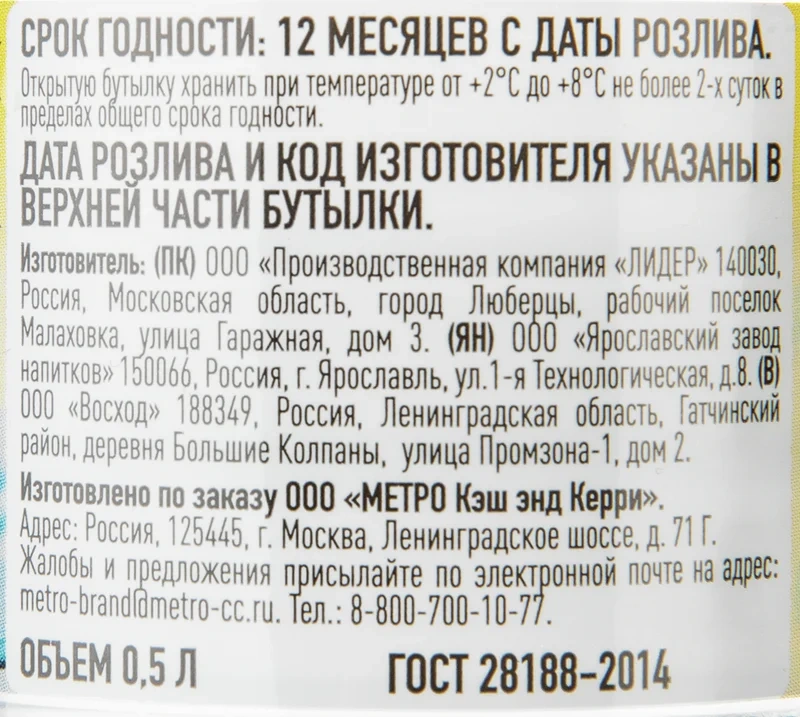 СРОК ГОДНОСТИ: 12 МЕСЯЦЕВ С ДАТЫ РОЗЛИВА.
Открытую бутылку хранить при температуре от +2°С до +8°С не более 2-х суток в
пределах общего срока годности.
ДАТА РОЗЛИВА И КОД ИЗГОТОВИТЕЛЯ УКАЗАНЫ В
ВЕРХНЕЙ ЧАСТИ БУТЫЛКИ.
Изготовитель: (ПК) ООО «Производственная компания «ЛИДЕР» 140030,
Россия, Московская область, город Люберцы, рабочий поселок
Малаховка, улица Гаражная, дом 3. (ЯН) ООО «Ярославский завод
напитков» 150066, Россия, г. Ярославль, ул.1-я Технологическая, д.8. (В)
ООО «Восход» 188349, Россия, Ленинградская область, Гатчинский
район, деревня Большие Колпаны, улица Промзона-1, дом 2.
Изготовлено по заказу ООО «МЕТРО Кэш энд Керри».
Адрес: Россия, 125445, г. Москва, Ленинградское шоссе, д. 71 Г.
Жалобы и предложения присылайте по электронной почте на адрес:
metro-brand@metro-cc.ru. Тел.: 8-800-700-10-77.
ОБЪЕМ 0,5 Л ГОСТ 28188-2014